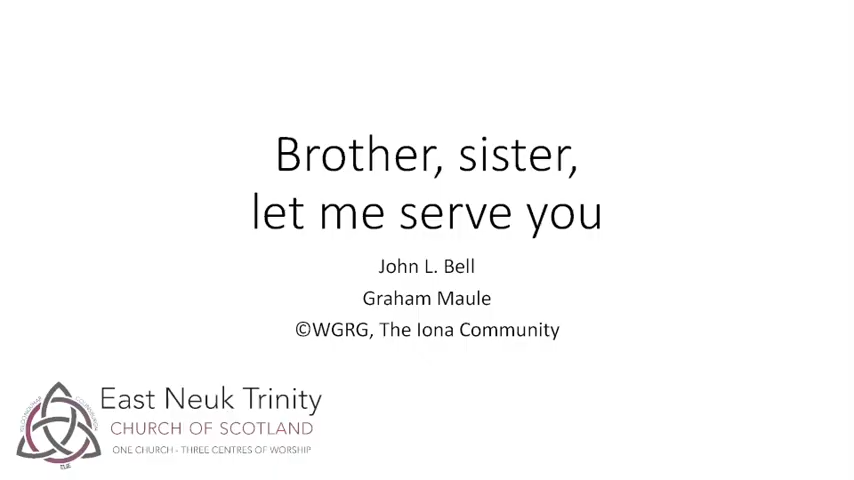 Brother, sister,
let me serve you
John L. Bell
Graham Maule
©WGRG, The Iona Community
East Neuk Trinity
CHURCH OF SCOTLAND
ONE CHURCH - THREE CENTRES OF WORSHIP